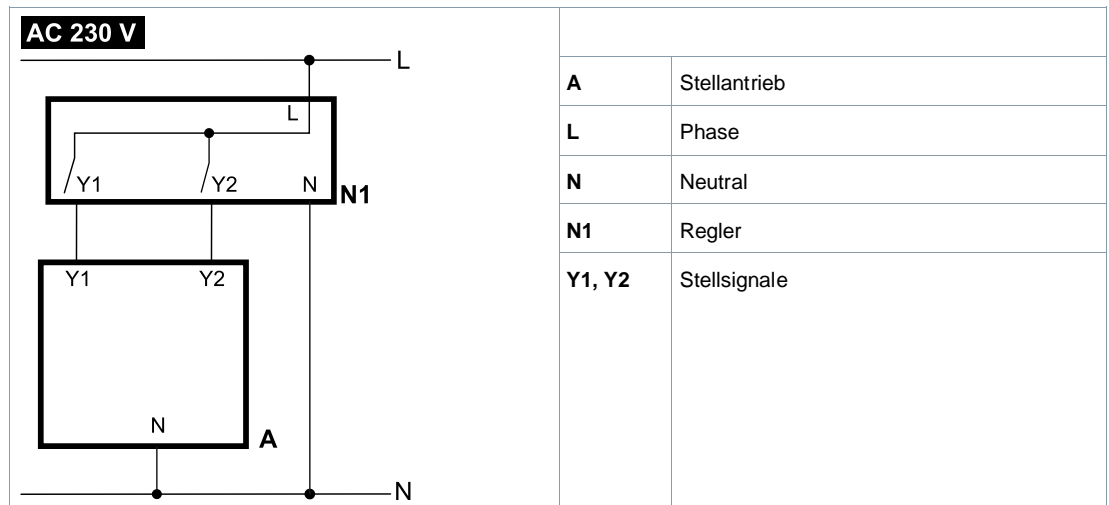 AC 230 V
L
L
Y1 Y2 N N1
Y1 Y2
N A
N
A Stellantrieb
L Phase
N Neutral
N1 Regler
Y1, Y2 Stellsignale